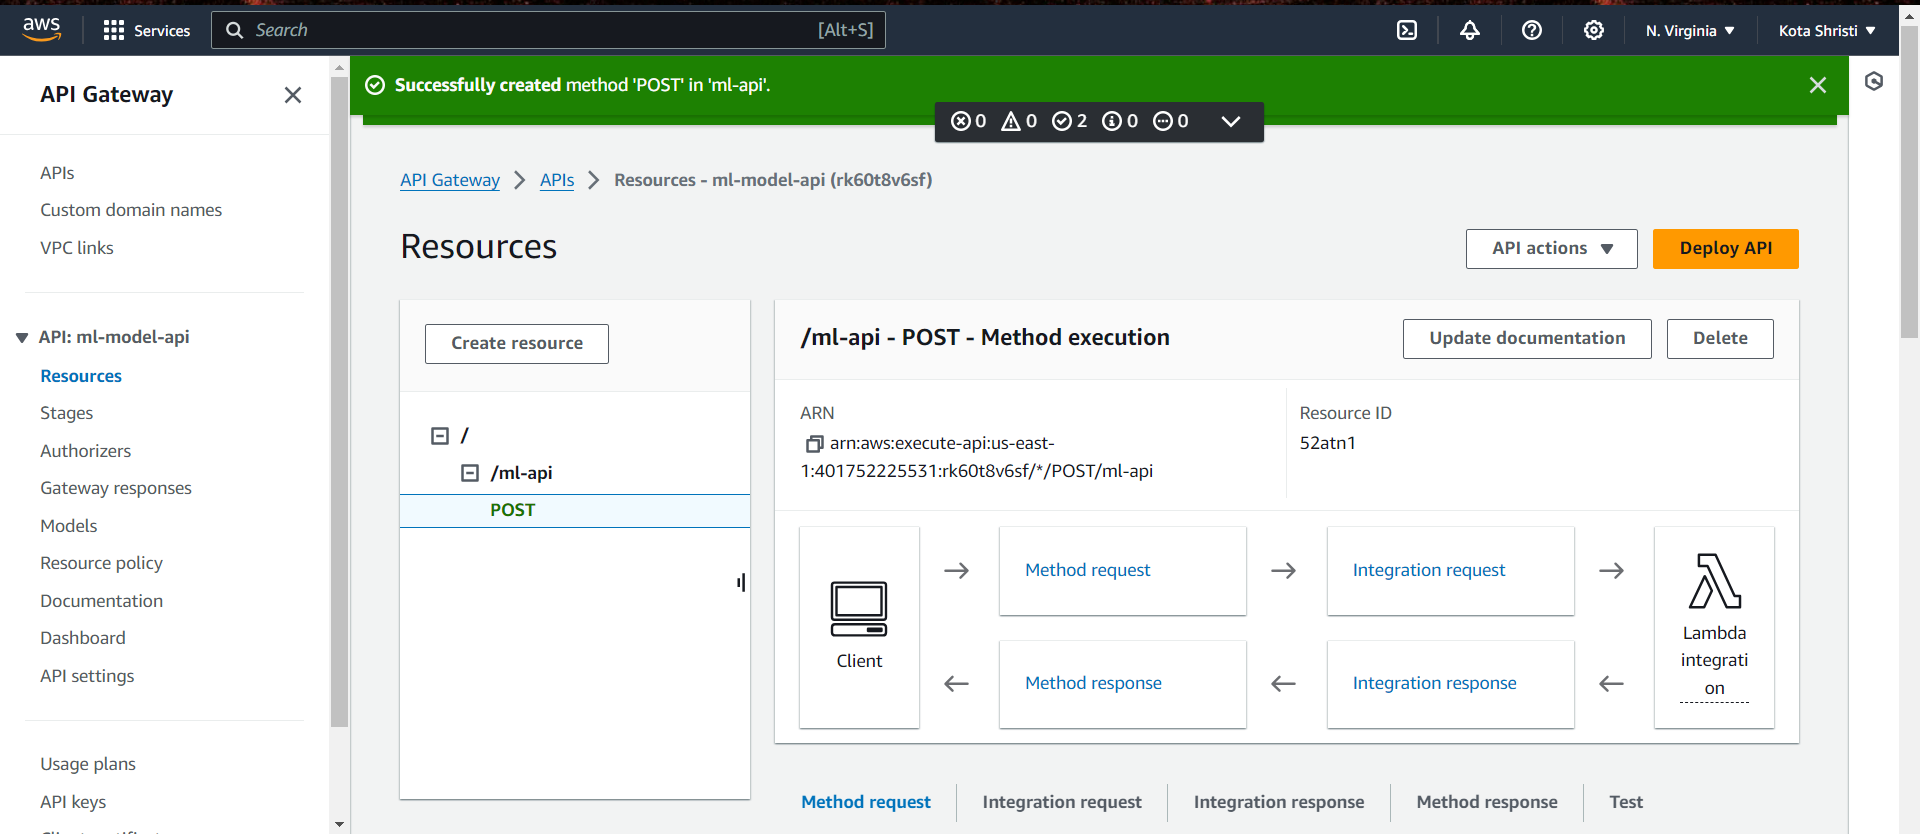 aws
Services
Search
[Alt+S]
N. Virginia
Kota Shristi
API Gateway
Successfully created method 'POST' in 'ml-api'.
0 0 2 0 0
API Gateway
APIs
Resources - ml-model-api (rk60t8v6sf)
APIs
Custom domain names
VPC links
API: ml-model-api
Resources
Stages
Authorizers
Gateway responses
Models
Resource policy
Documentation
Dashboard
API settings
Usage plans
API keys
Resources
API actions
Deploy API
Create resource
/
/ml-api
POST
/ml-api - POST - Method execution
Update documentation
Delete
ARN
arn:aws:execute-api:us-east-
1:401752225531:rk60t8v6sf/*/POST/ml-api
Resource ID
52atn1
Client
Method request
Integration request
Lambda
integrati
on
Method response
Integration response
Method request
Integration request
Integration response
Method response
Test